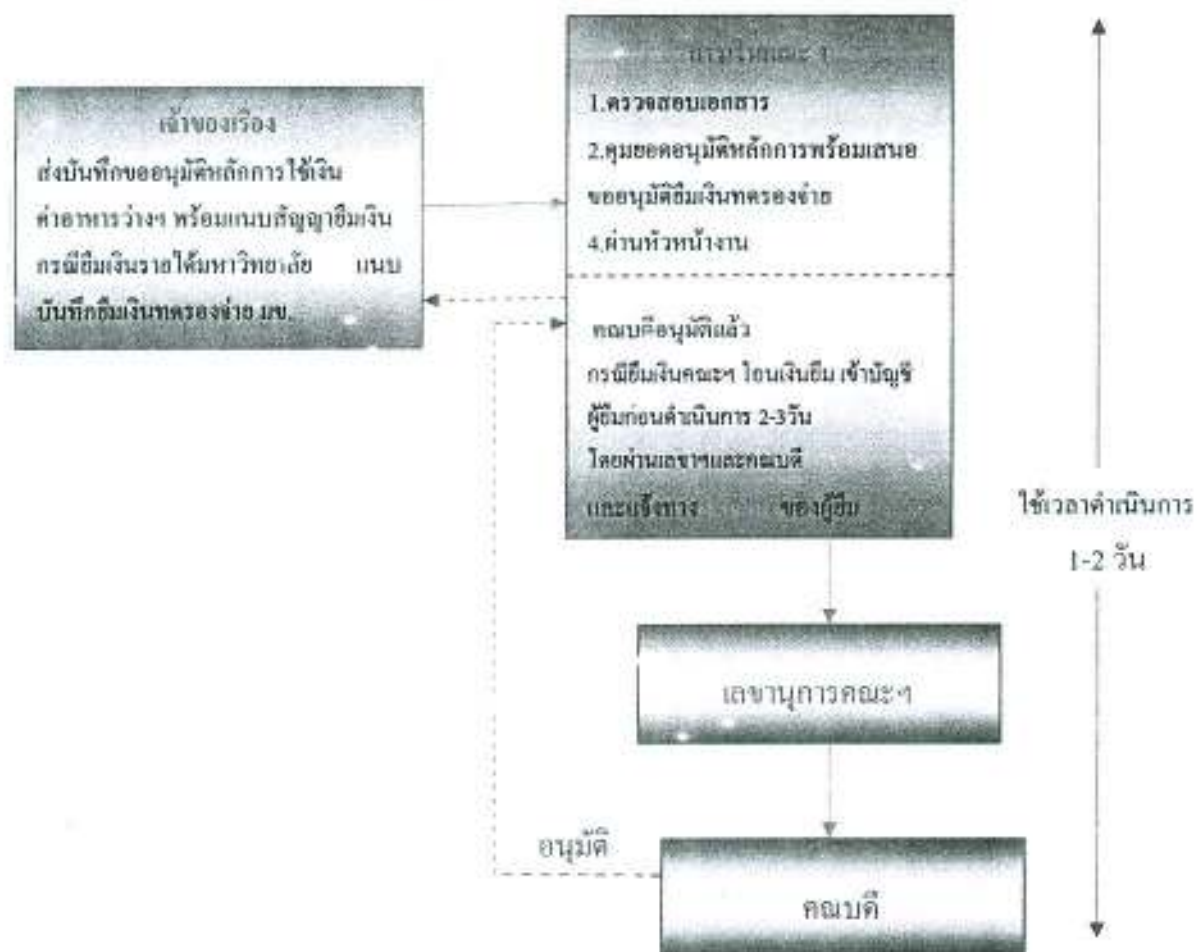 เจ้าของเรื่อง
ส่งบันทึกขออนุมัติหลักการใช้เงิน
ค่าอาหารว่างฯ พร้อมแนบสัญญายืมเงิน
กรณียืมเงินรายได้มหาวิทยาลัย แนบ
บันทึกยืมเงินทดรองจ่าย มข.
1.ตรวจสอบเอกสาร
2.คุมยอดอนุมัติหลักการพร้อมเสนอ
ขออนุมัติยืมเงินทดรองจ่าย
4.ผ่านหัวหน้างาน
คณบดีอนุมัติแล้ว
กรณียืมเงินคณะฯ โอนเงินยืม เข้าบัญชี
ผู้ยืมก่อนดำเนินการ 2-3วัน
โดยผ่านเลขาฯและคณบดี
และแจ้งทาง ของผู้ยืม
ใช้เวลาดำเนินการ
1-2 วัน
เลขานุการคณะฯ
อนุมัติ
คณบดี